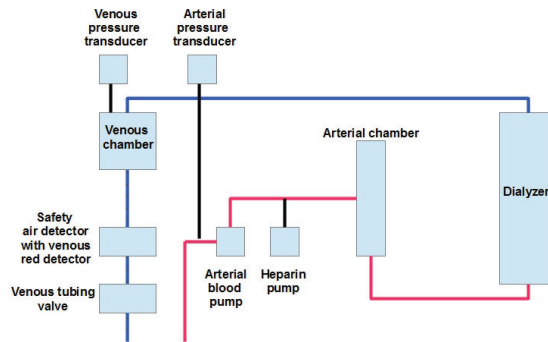 Venous
pressure
transducer
Arterial
pressure
transducer
Venous
chamber
Arterial chamber
Dialyzer
Safety
air detector
with venous
red detector
Arterial
blood
pump
Heparin
pump
Venous tubing
valve